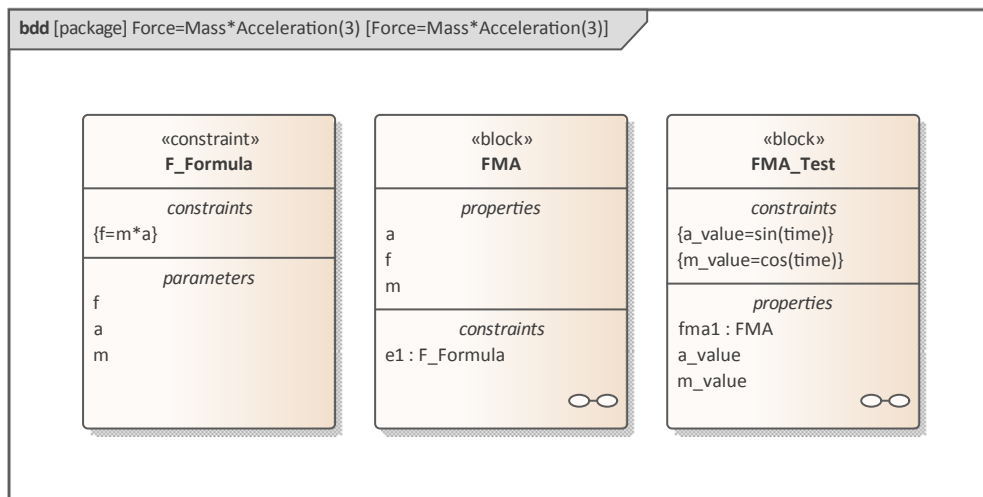 bdd [package] Force=Mass*Acceleration(3) [Force=Mass*Acceleration(3)]
«constraint»
F_Formula
constraints
{f=m*a}
parameters
f
a
m
«block»
FMA
properties
a
f
m
constraints
e1 : F_Formula
«block»
FMA_Test
constraints
{a_value=sin(time)}
{m_value=cos(time)}
properties
fma1 : FMA
a_value
m_value